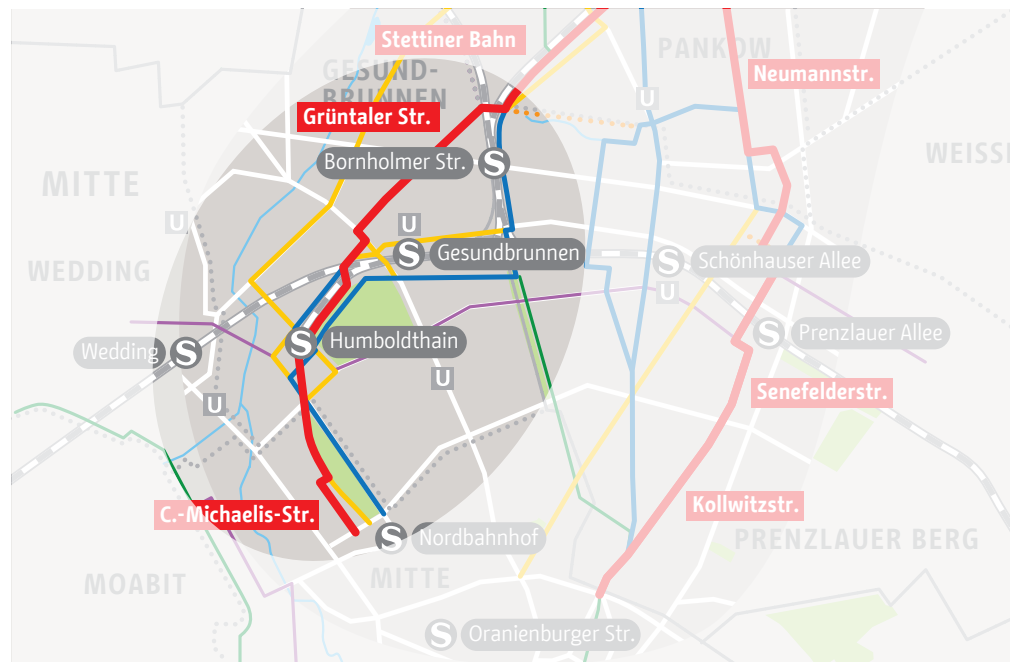 Stettiner Bahn
PANKOW
GESUND-
BRUNNEN
Neumannstr.
U
Grüntaler Str.
WEISSE
Bornholmer Str. S
MITTE
U
U
S Gesundbrunnen
WEDDING
S Schönhauser Allee
U
S Prenzlauer Allee
Wedding S
S Humboldthain
U
Senefelderstr.
U
Kollwitzstr.
C.-Michaelis-Str.
S Nordbahnhof
PRENZLAUER BERG
MOABIT
MITTE
S Oranienburger Str.